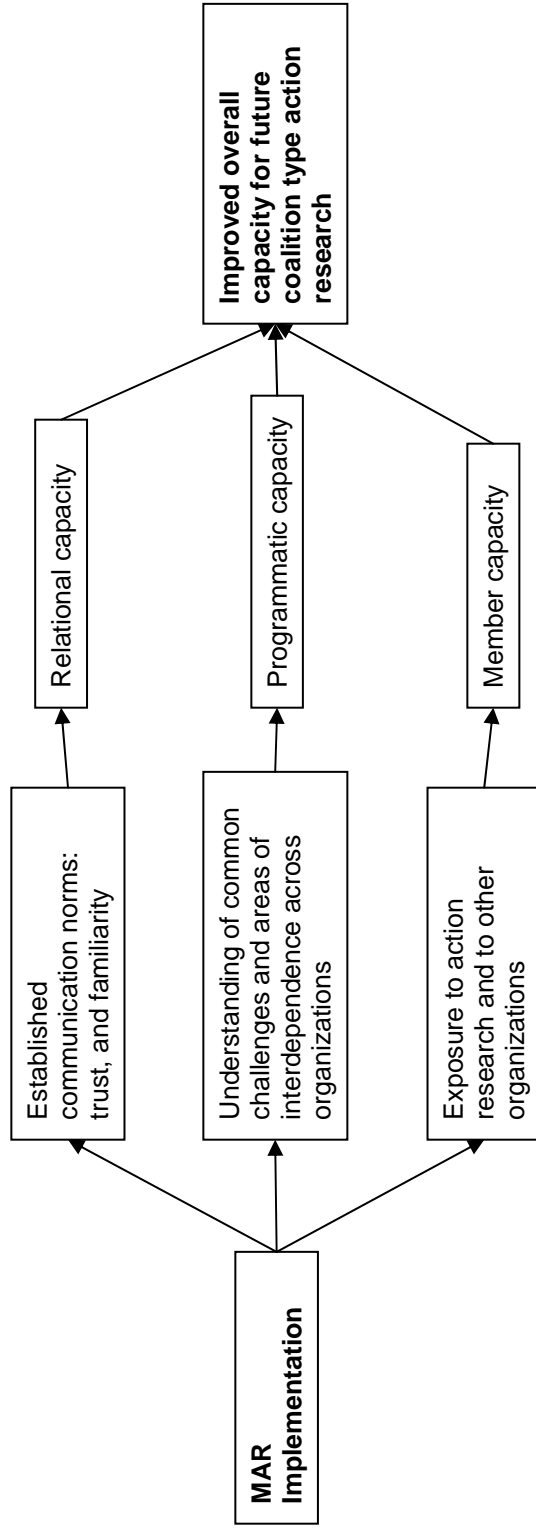 MAR
Implementation
Established
communication norms:
trust, and familiarity
Understanding of common
challenges and areas of
interdependence across
organizations
Exposure to action
research and to other
organizations
Relational capacity
Programmatic capacity
Member capacity
Improved overall
capacity for future
coalition type action
research